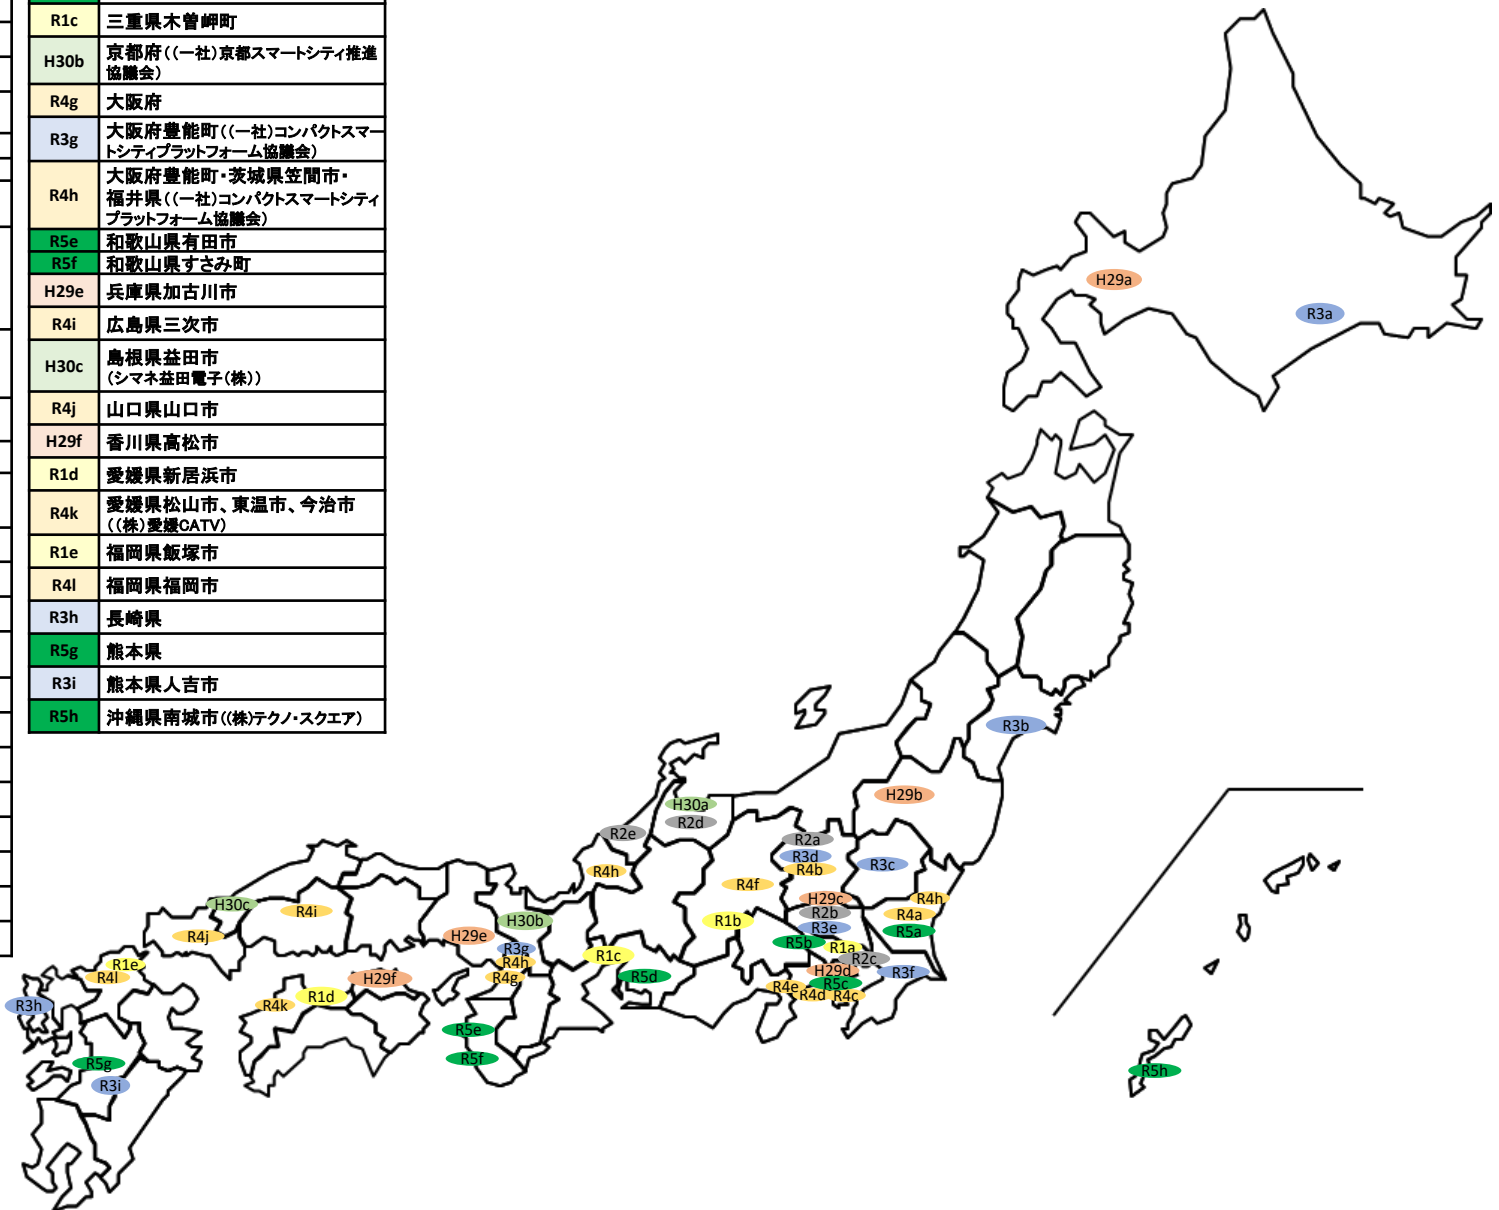 R1c 三重県木曽岬町
H30b 京都府((一社)京都スマートシティ推進
協議会)
R4g 大阪府
R3g 大阪府豊能町((一社)コンパクトスマー
トシティプラットフォーム協議会)
R4h 大阪府豊能町・茨城県笠間市・
福井県((一社)コンパクトスマートシティ
プラットフォーム協議会)
R5e 和歌山県有田市
R5f 和歌山県すさみ町
H29e 兵庫県加古川市
R4i 広島県三次市
H30c 島根県益田市
(シマネ益田電子(株))
R4j 山口県山口市
H29f 香川県高松市
R1d 愛媛県新居浜市
R4k 愛媛県松山市、東温市、今治市
((株)愛媛CATV)
R1e 福岡県飯塚市
R4l 福岡県福岡市
R3h 長崎県
R5g 熊本県
R3i 熊本県人吉市
R5h 沖縄県南城市((株)テクノ・スクエア)
H29a
R3a
R3b
H29b
H30a
R2d
R2e
R2a
R3d
R4b
R3c
R4h
R4f
H29c
R4h
R2b
R4a
R3e
R5a
R1b
R5b
R1a
R2c
H29d
R3f
R5c
R4e
R4d
R4c
H30c
R4i
R4j
H30b
H29e
R3g
R4h
R4g
R1c
R5d
R1e
R4l
H29f
R1d
R4k
R3h
R5e
R5f
R5g
R3i
R5h